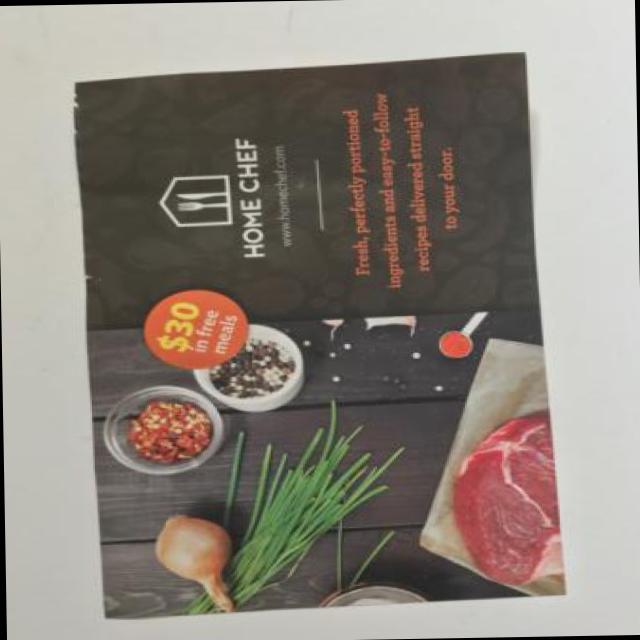 HOME CHEF
www.homechef.com
Fresh, perfectly portioned
ingredients and easy-to-follow
recipes delivered straight
to your door.
$30
in free
meals